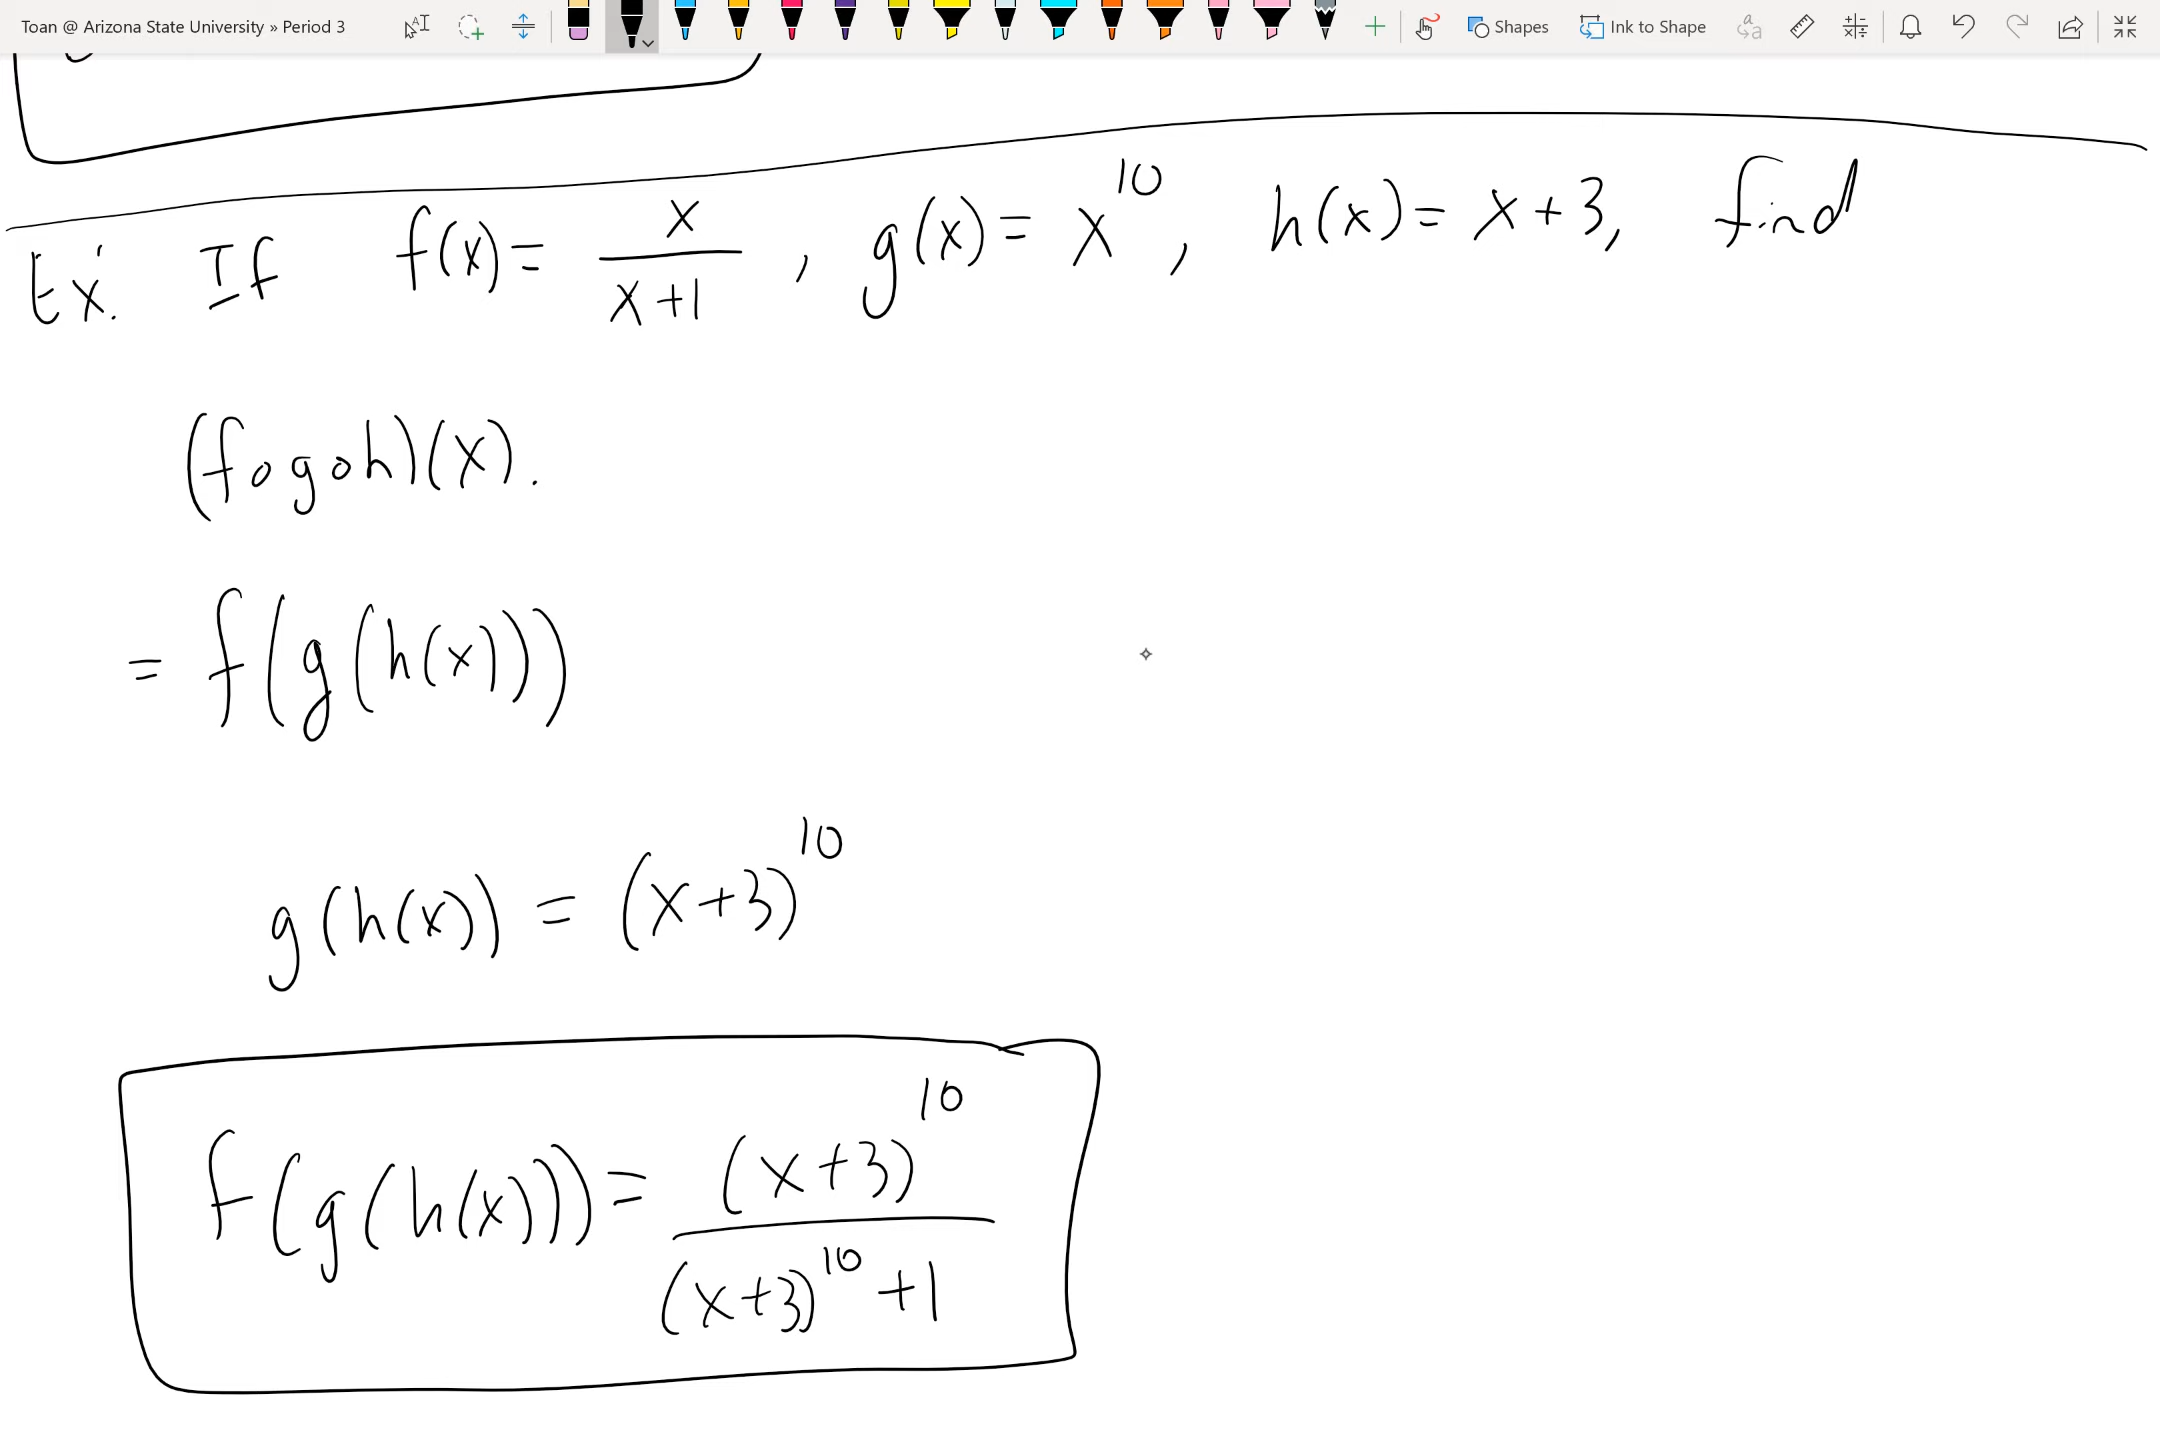 Toan @ Arizona State University » Period 3 Shapes Ink to Shape
Ex. If f(x) = x/(x+1), g(x) = x^10, h(x) = x+3, find
(f∘g∘h)(x).
= f(g(h(x)))
g(h(x)) = (x+3)^10
f(g(h(x))) = (x+3)^10/((x+3)^10+1)